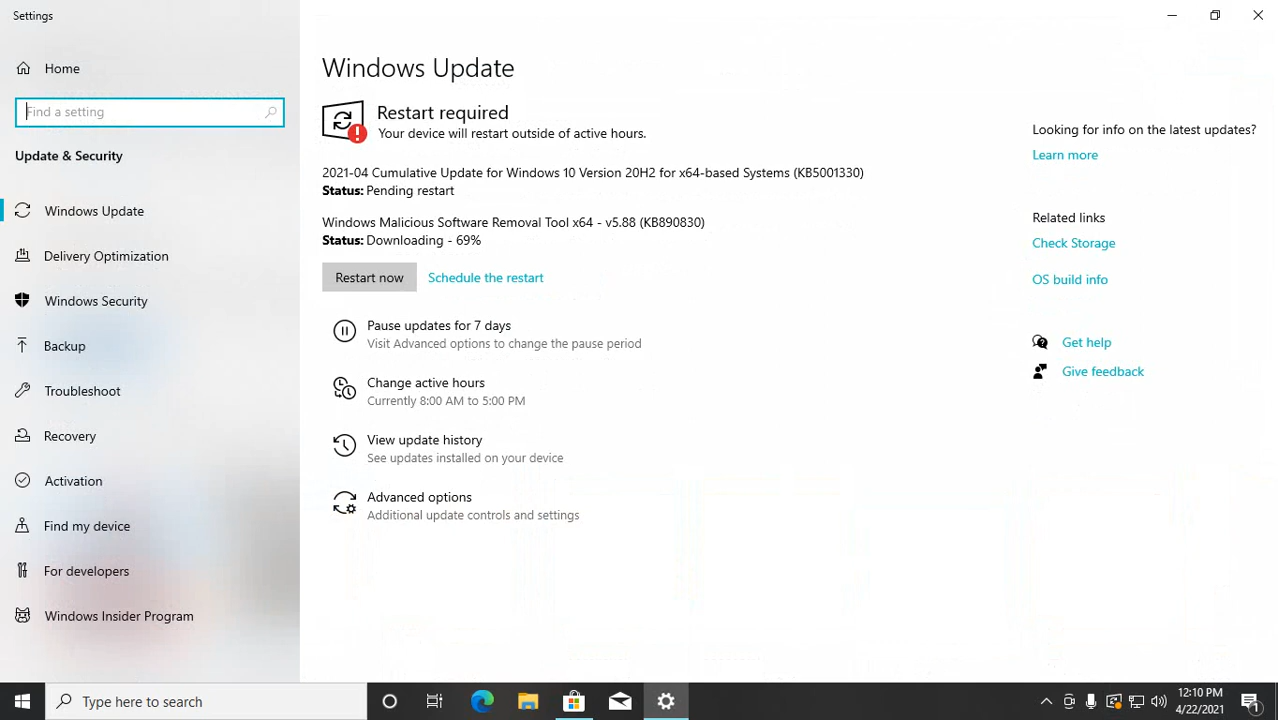 Settings
Home
Find a setting
Update & Security
Windows Update
Delivery Optimization
Windows Security
Backup
Troubleshoot
Recovery
Activation
Find my device
For developers
Windows Insider Program
Windows Update
Restart required
Your device will restart outside of active hours.
2021-04 Cumulative Update for Windows 10 Version 20H2 for x64-based Systems (KB5001330)
Status: Pending restart
Windows Malicious Software Removal Tool x64 - v5.88 (KB890830)
Status: Downloading - 69%
Restart now
Schedule the restart
Pause updates for 7 days
Visit Advanced options to change the pause period
Change active hours
Currently 8:00 AM to 5:00 PM
View update history
See updates installed on your device
Advanced options
Additional update controls and settings
Looking for info on the latest updates?
Learn more
Related links
Check Storage
OS build info
Get help
Give feedback
Type here to search
12:10 PM
4/22/2021
1